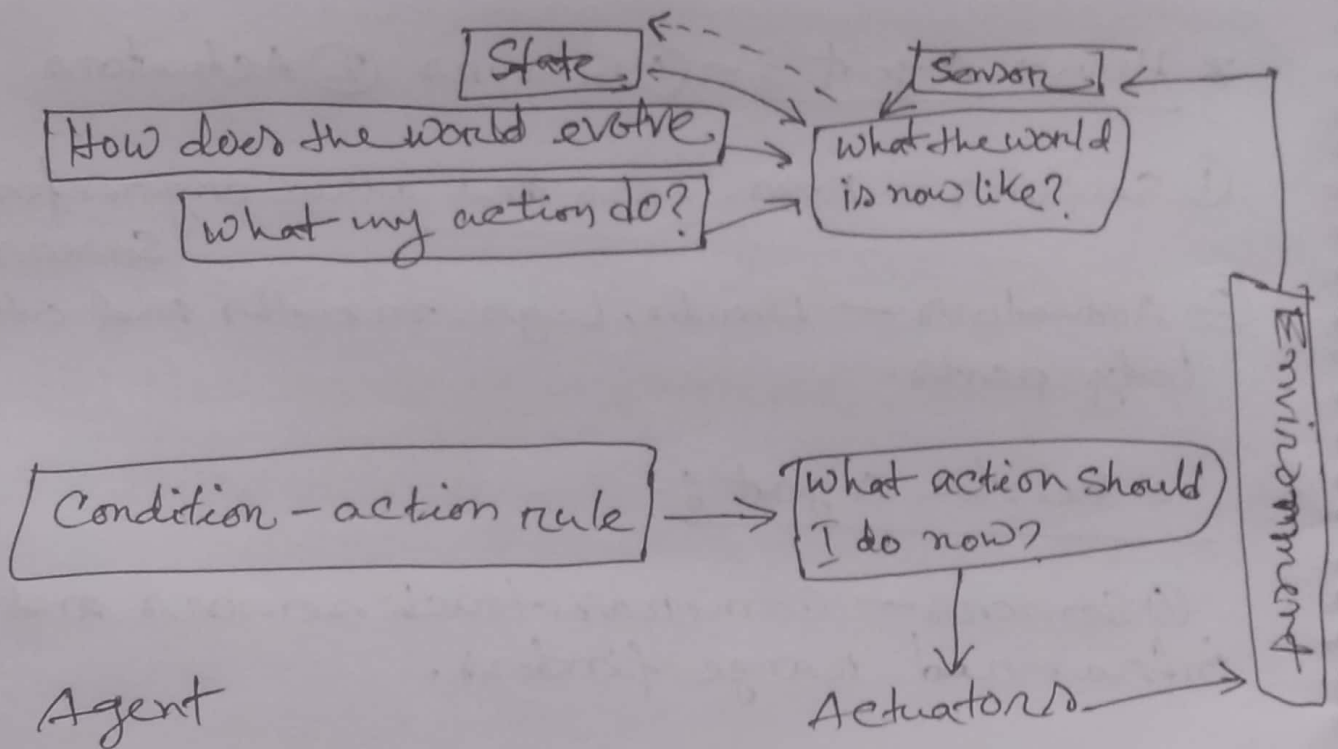 State
Sensor
How does the world evolve
What my action do?
What the world
is now like?
Condition - action rule
What action should
I do now?
Environment
Agent
Actuators